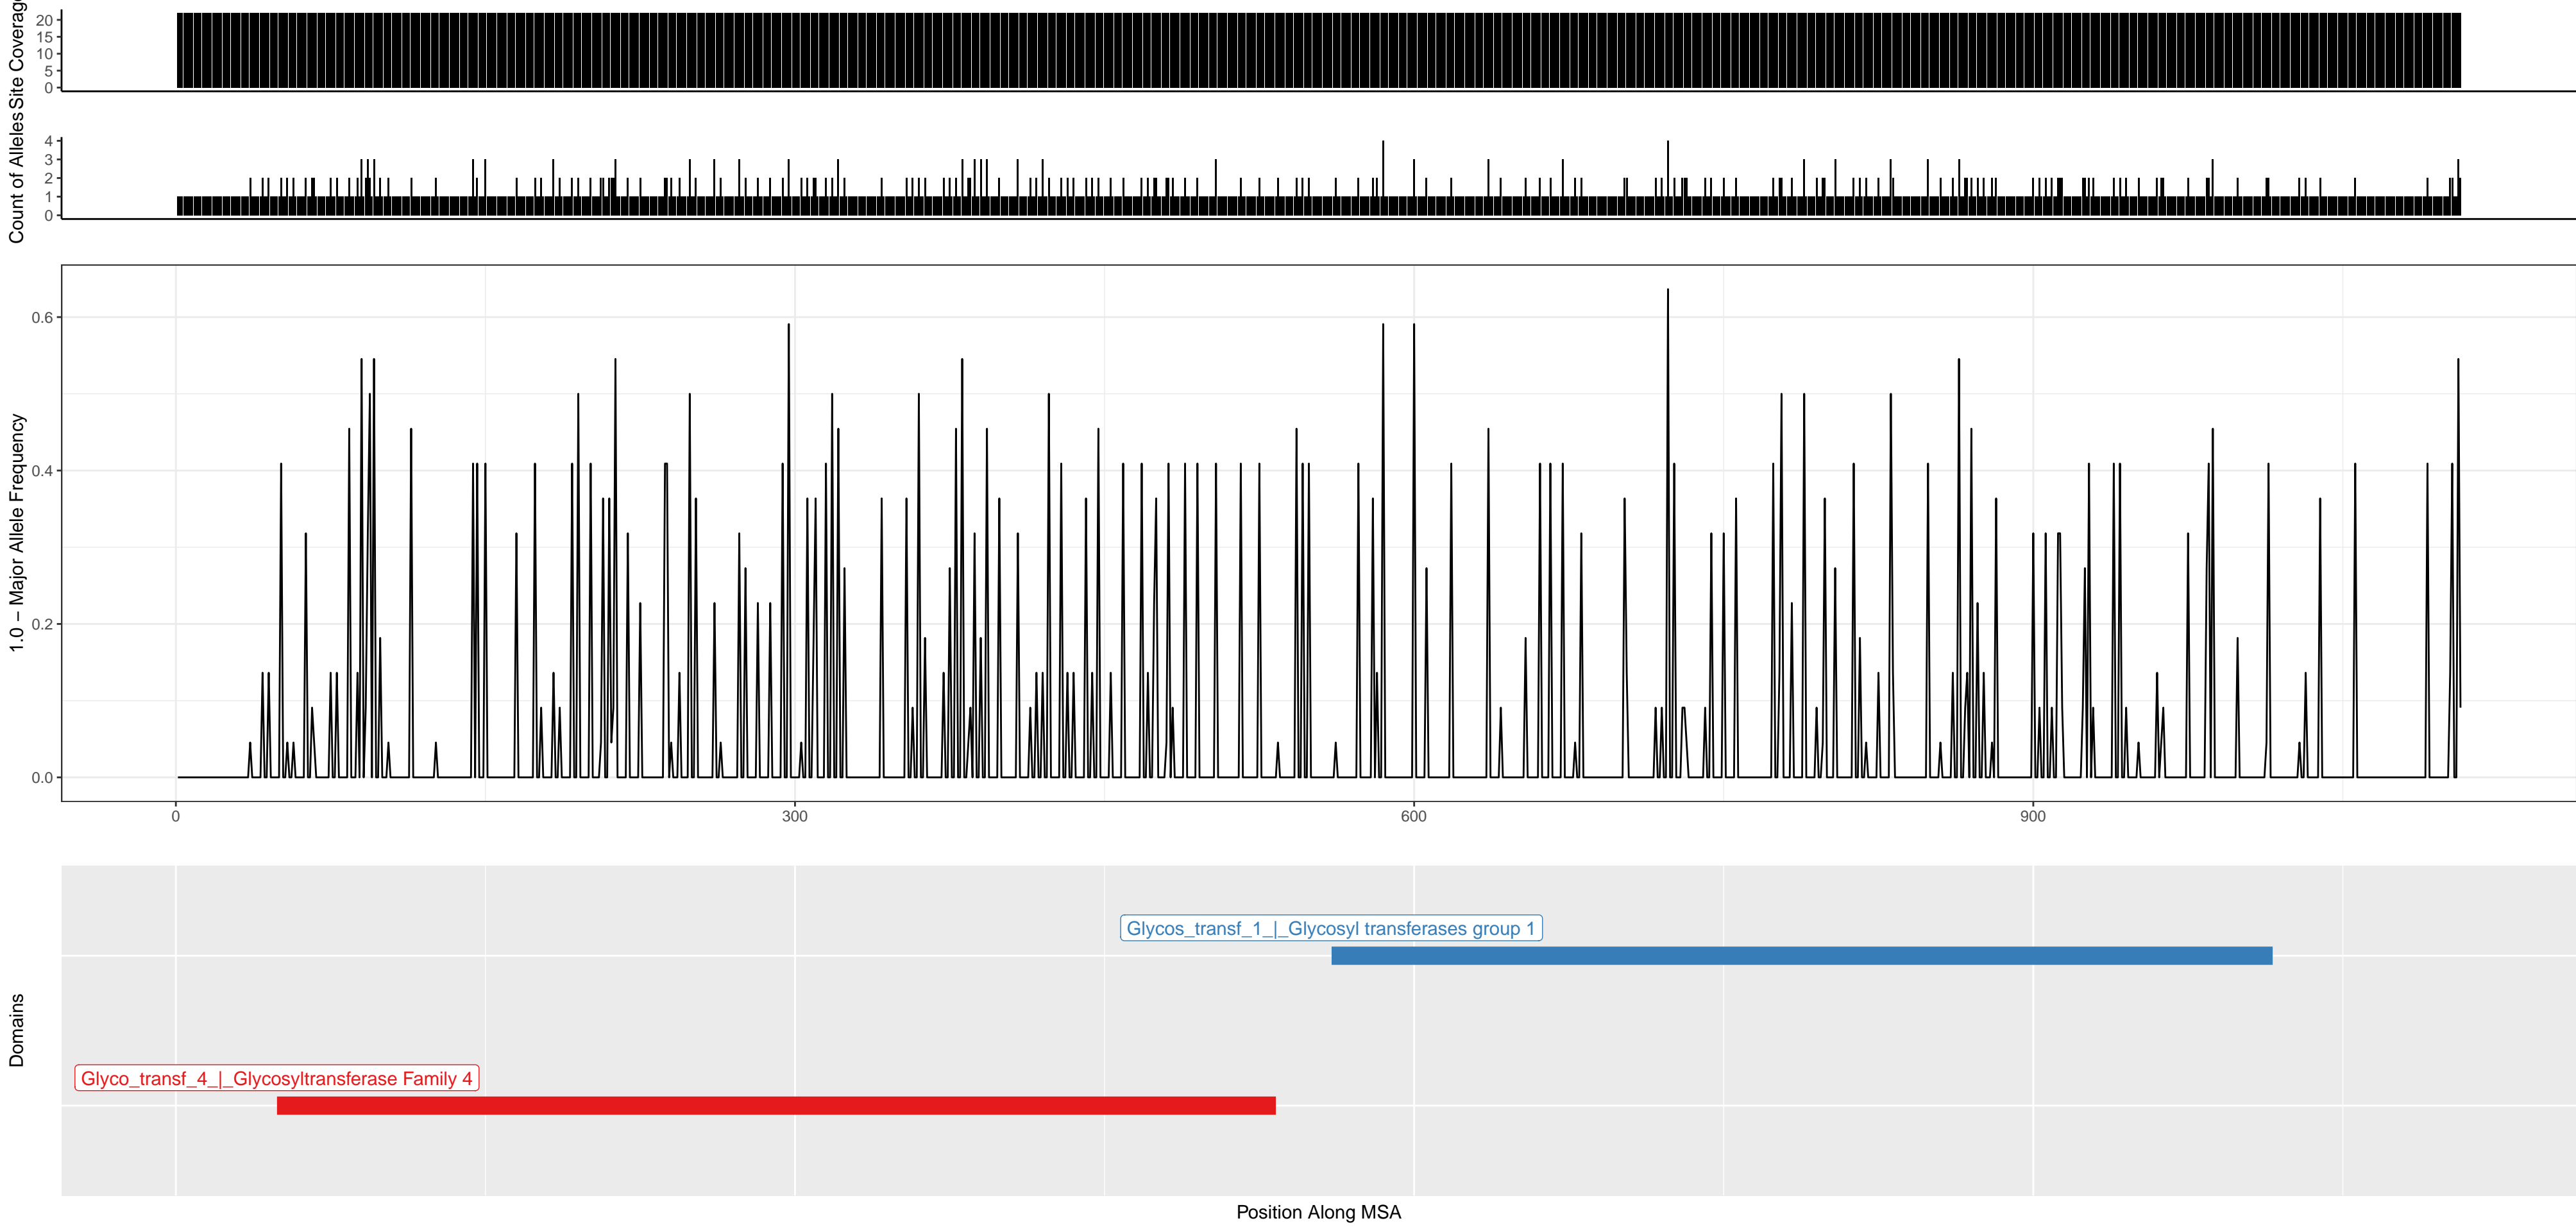 Site Coverage
20
15
10
5
0
Count of Alleles
4
3
2
1
0
1.0 − Major Allele Frequency
0.6
0.4
0.2
0.0
0
300
600
900
Domains
Glycos_transf_1_|_Glycosyl transferases group 1
Glyco_transf_4_|_Glycosyltransferase Family 4
Position Along MSA